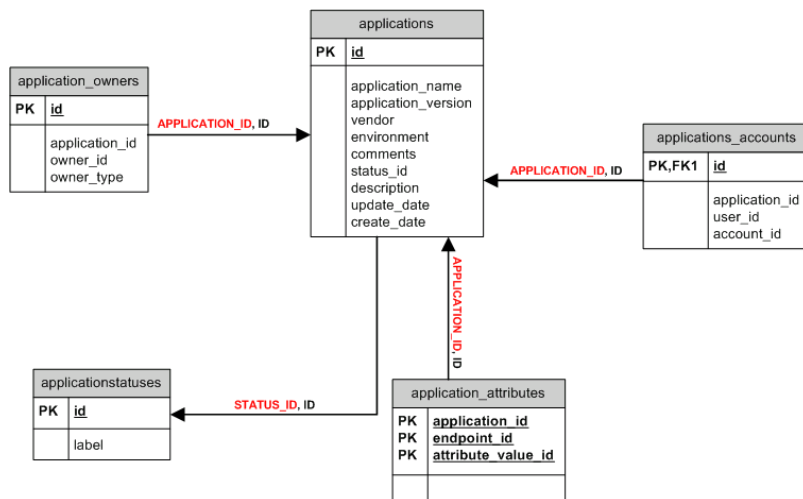 applications
PK id
application_name
application_version
vendor
environment
comments
status_id
description
update_date
create_date
application_owners
PK id
application_id
owner_id
owner_type
APPLICATION_ID, ID
applications_accounts
PK,FK1 id
application_id
user_id
account_id
APPLICATION_ID, ID
APPLICATION_ID, ID
applicationstatuses
PK id
label
STATUS_ID, ID
application_attributes
PK application_id
PK endpoint_id
PK attribute_value_id